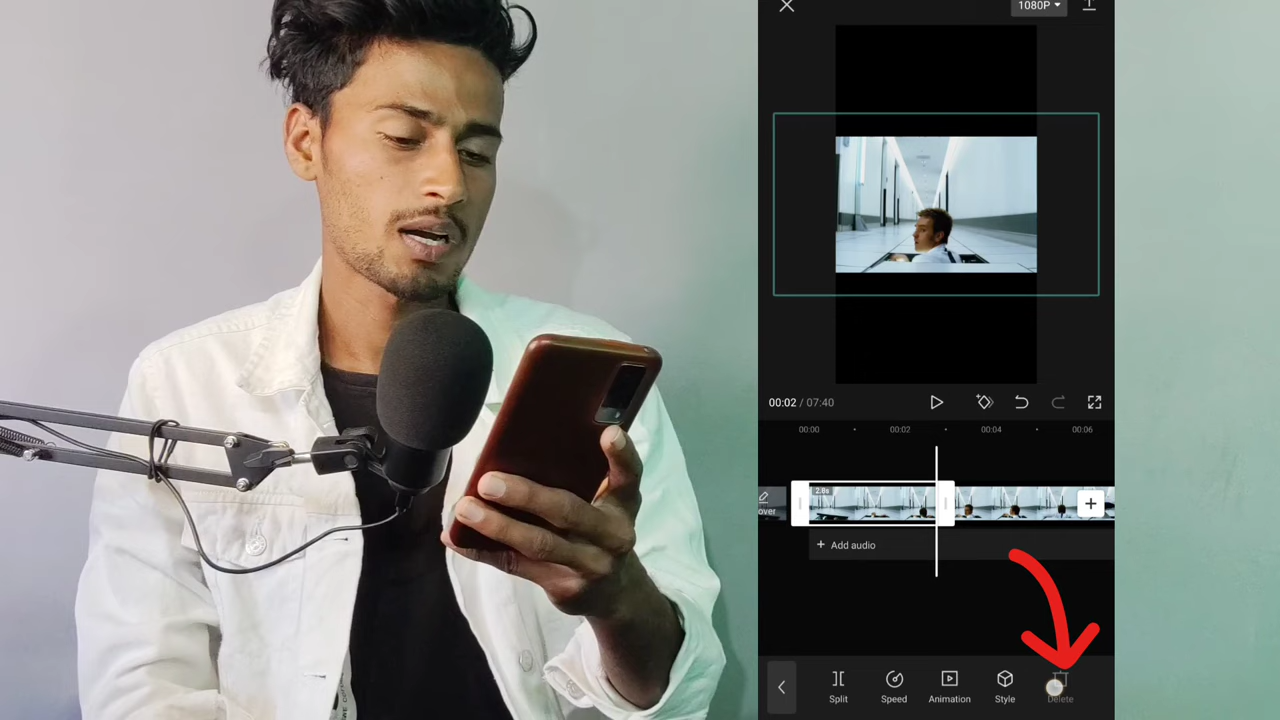 1080P
00:02 / 07:40
00:00 00:02 00:04 00:06
2.8s
over
+ Add audio
Split Speed Animation Style Delete